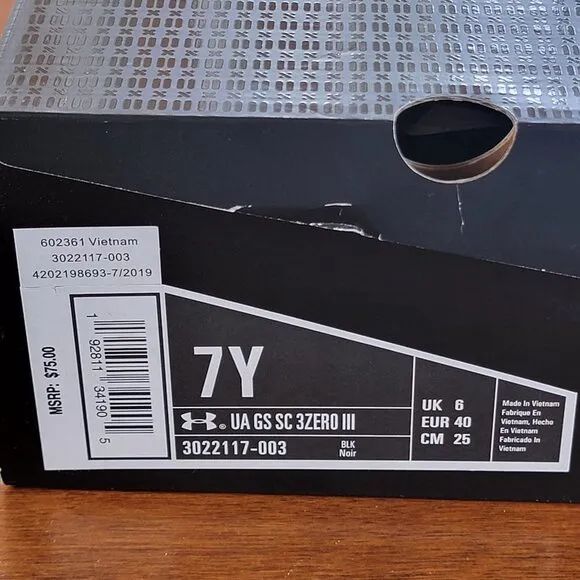 602361 Vietnam
3022117-003
4202198693-7/2019
MSRP: $75.00
1 92811 34190 5
7Y
UA GS SC 3ZERO III
3022117-003
BLK
Noir
UK 6
EUR 40
CM 25
Made In Vietnam
Fabrique En
Vietnam, Hecho
En Vietnam
Fabricado In
Vietnam